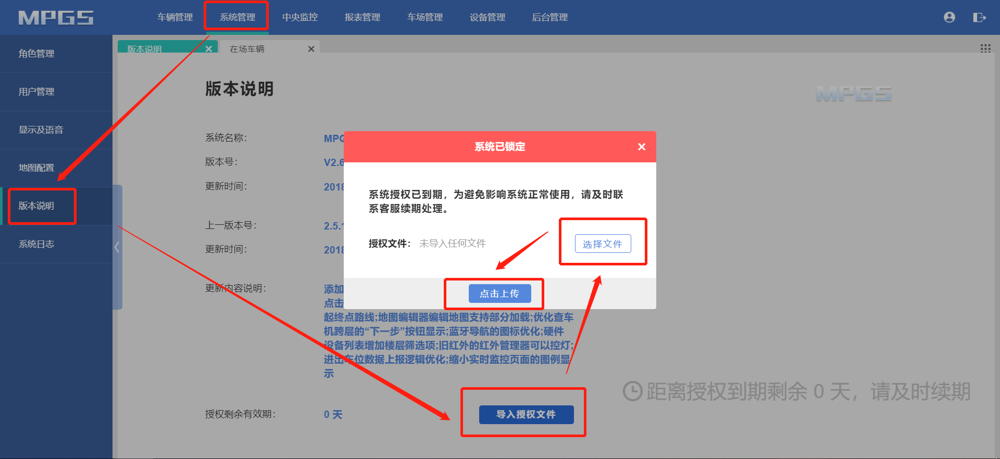 MPGS
车辆管理
系统管理
中央监控
报表管理
车场管理
设备管理
后台管理
角色管理
用户管理
显示及语音
地图配置
版本说明
系统日志
版本说明
在场车辆
版本说明
MPGS
系统名称：
版本号：
V2.6
更新时间：
2018
上一版本号：
2.5.1
更新时间：
2018
更新内容说明：
添加
点击
起终点路线;地图编辑器编辑地图支持部分加载;优化查车
机跨层的“下一步”按钮显示;蓝牙导航的图标优化;硬件
设备列表增加楼层筛选项;旧红外的红外管理器可以控灯;
进出车位数据上报逻辑优化;缩小实时监控页面的图例显
示
授权剩余有效期：
0 天
导入授权文件
系统已锁定
系统授权已到期，为避免影响系统正常使用，请及时联
系客服续期处理。
授权文件：
未导入任何文件
选择文件
点击上传
距离授权到期剩余 0 天，请及时续期